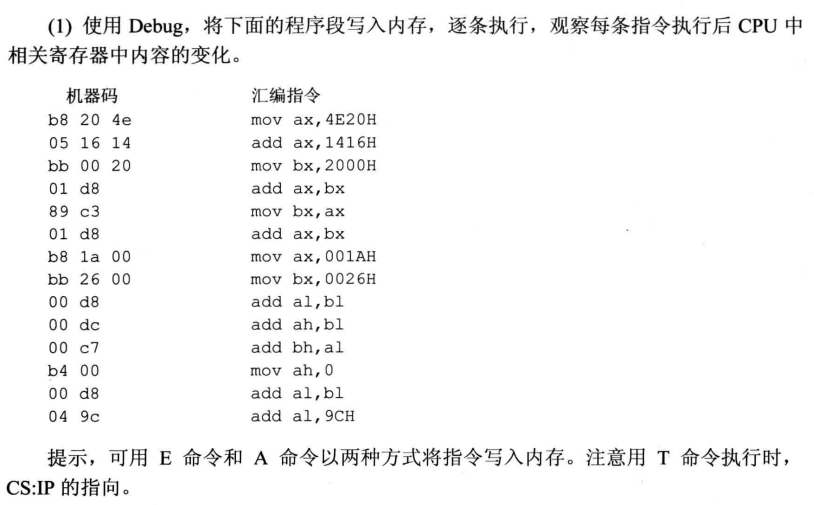 (1) 使用 Debug，将下面的程序段写入内存，逐条执行，观察每条指令执行后 CPU 中
相关寄存器中内容的变化。
机器码 汇编指令
b8 20 4e mov ax,4E20H
05 16 14 add ax,1416H
bb 00 20 mov bx,2000H
01 d8 add ax,bx
89 c3 mov bx,ax
01 d8 add ax,bx
b8 1a 00 mov ax,001AH
bb 26 00 mov bx,0026H
00 d8 add al,bl
00 dc add ah,bl
00 c7 add bh,al
b4 00 mov ah,0
00 d8 add al,bl
04 9c add al,9CH
提示，可用 E 命令和 A 命令以两种方式将指令写入内存。注意用 T 命令执行时，
CS:IP 的指向。